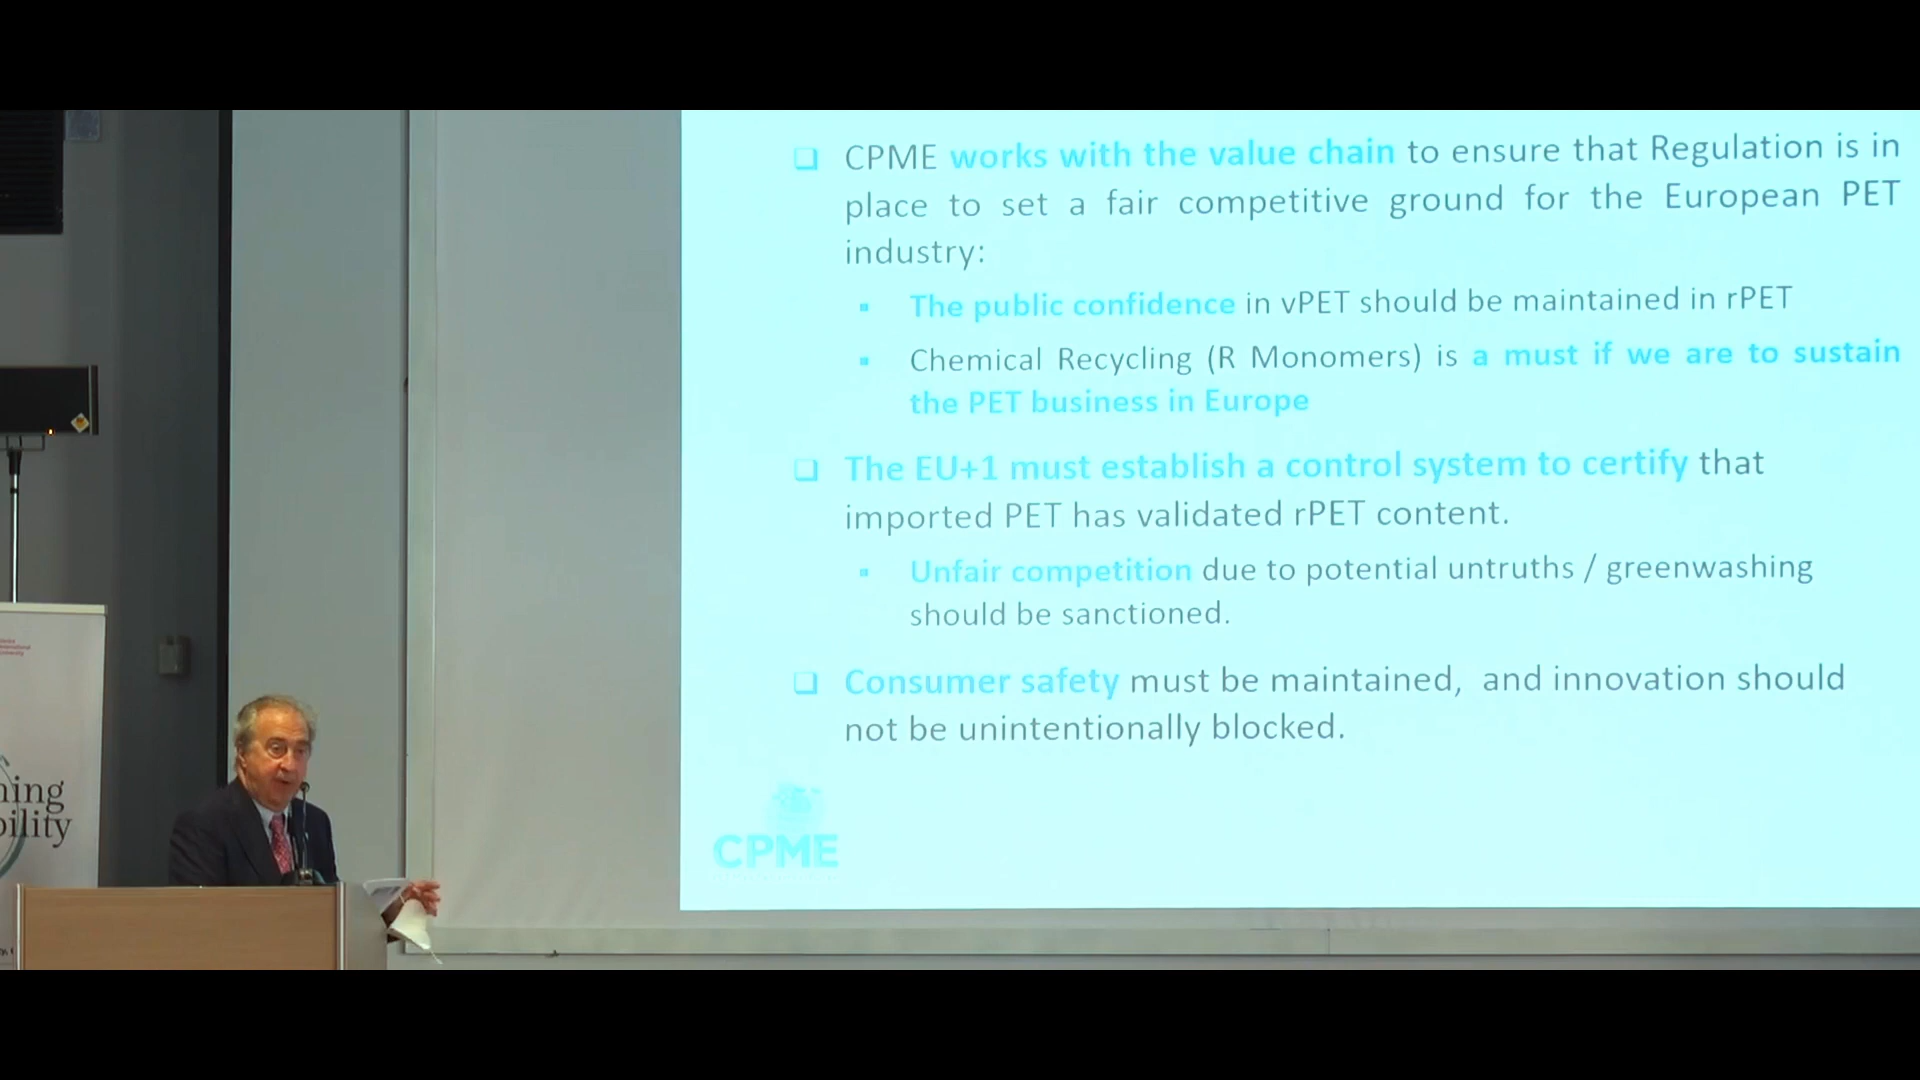 CPME works with the value chain to ensure that Regulation is in
place to set a fair competitive ground for the European PET
industry:
The public confidence in vPET should be maintained in rPET
Chemical Recycling (R Monomers) is a must if we are to sustain
the PET business in Europe
The EU+1 must establish a control system to certify that
imported PET has validated rPET content.
Unfair competition due to potential untruths / greenwashing
should be sanctioned.
Consumer safety must be maintained, and innovation should
not be unintentionally blocked.
CPME
ning
bility